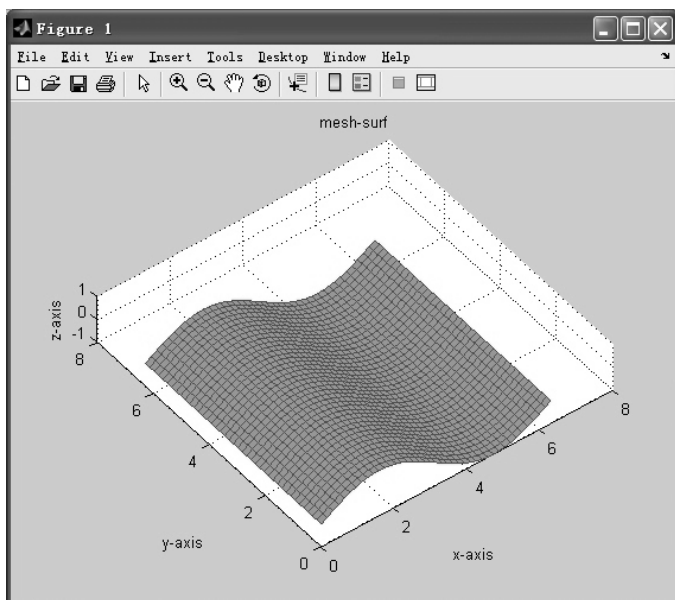 Figure 1
File Edit View Insert Tools Desktop Window Help
mesh-surf
1
0
-1
z-axis
8
6
4
2
0
y-axis
0
2
4
6
8
x-axis